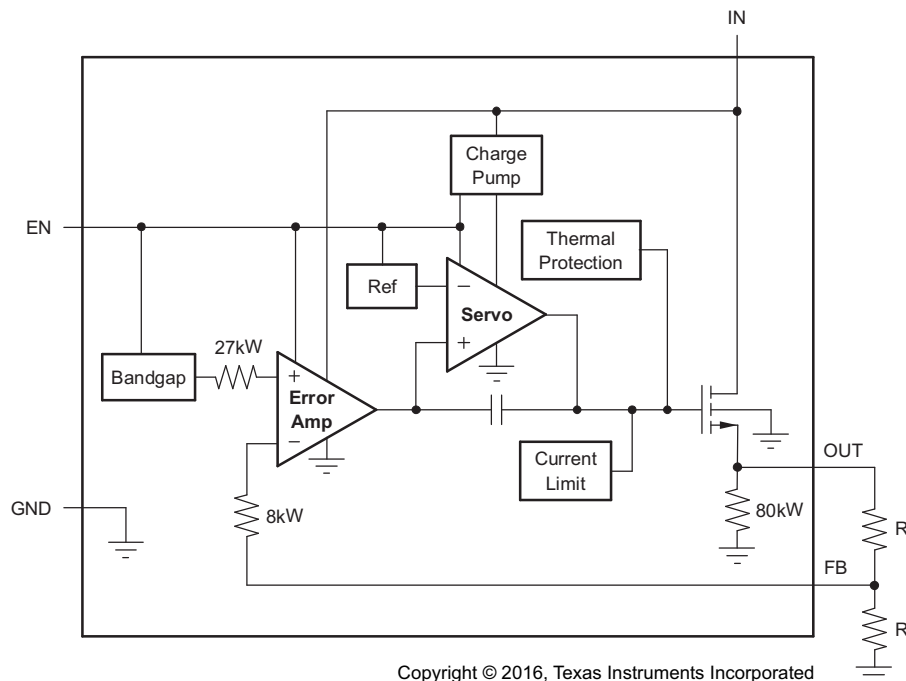 IN
Charge
Pump
EN
Thermal
Protection
Ref
−
Servo
+
27kW
Bandgap
+
Error
Amp
−
Current
Limit
OUT
GND
8kW
80kW
R
FB
R
Copyright © 2016, Texas Instruments Incorporated